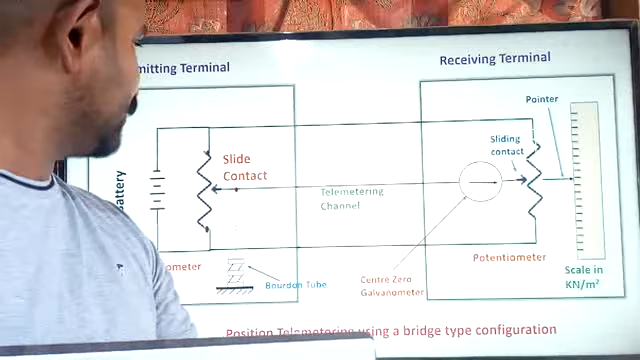 mitting Terminal
Receiving Terminal
Pointer
Sliding
contact
Slide
Contact
Battery
Telemetering
Channel
ometer
Bourdon Tube
Centre Zero
Galvanometer
Potentiometer
Scale in
KN/m²
Position Telemetering using a bridge type configuration